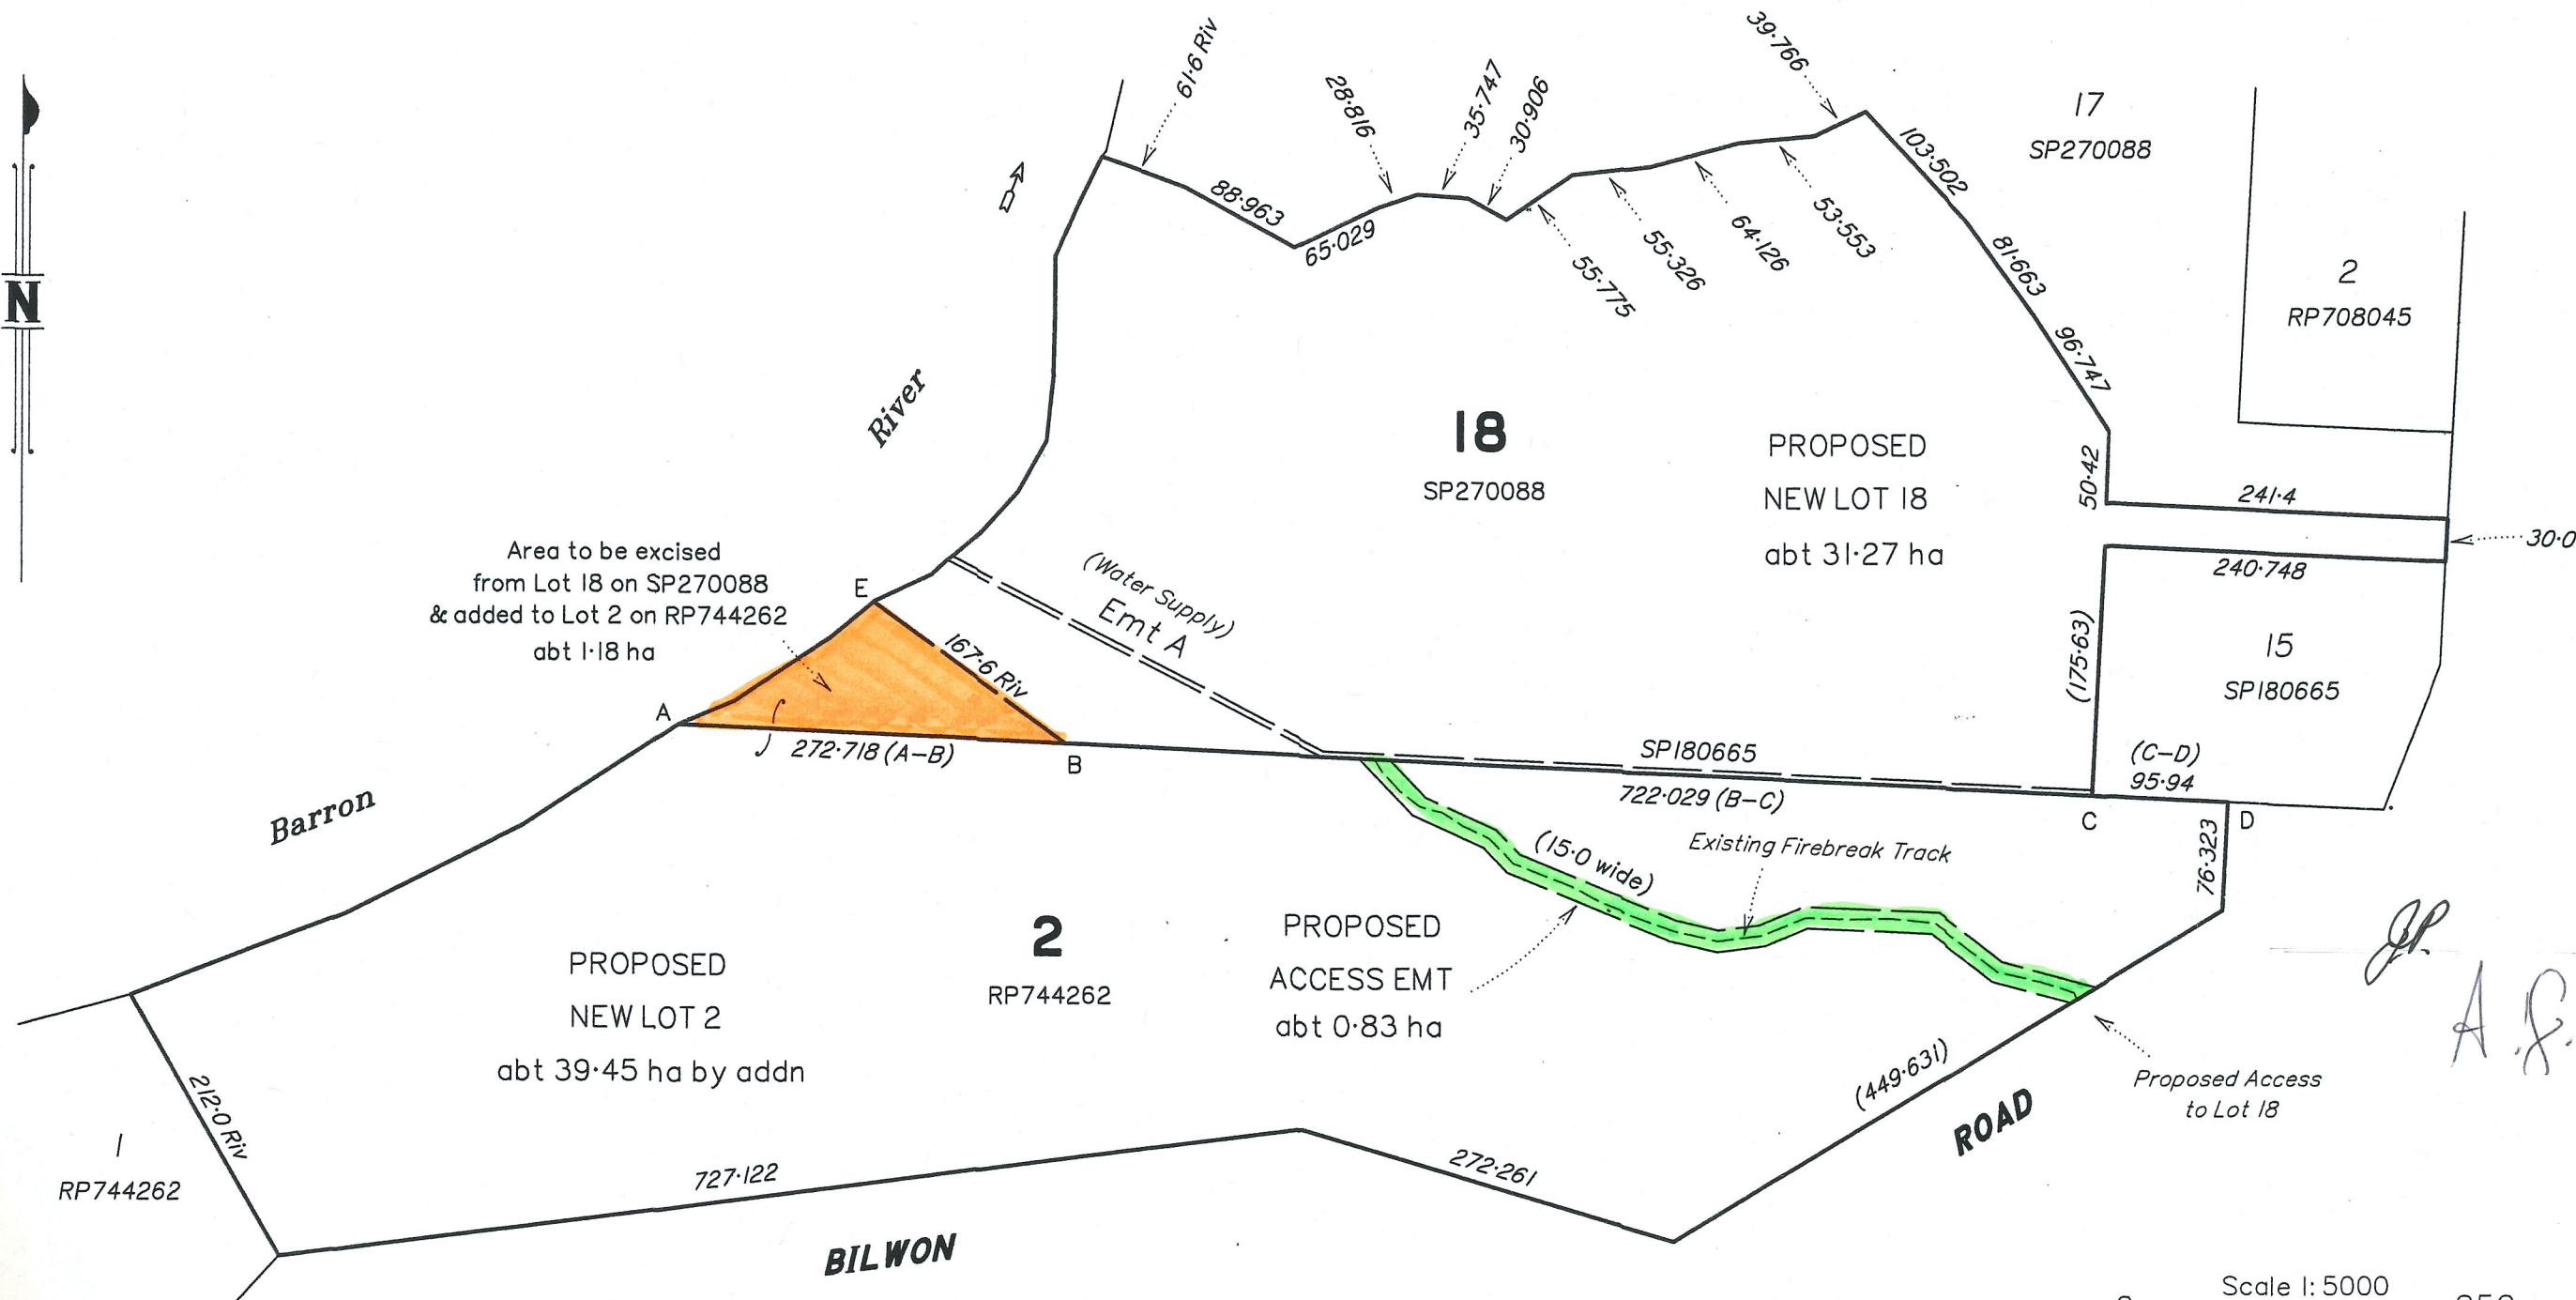 39·766
61·6 Riv
28·816
35·747
30·906
17
SP270088
103·502
88·963
65·029
53·553
64·126
55·326
55·775
81·663
2
RP708045
N
96·747
River
18
SP270088
PROPOSED
NEW LOT 18
abt 31·27 ha
50·42
241·4
30·0
240·748
Area to be excised
from Lot 18 on SP270088
& added to Lot 2 on RP744262
abt 1·18 ha
E
(Water Supply)
Emt A
167·6 Riv
(175·63)
15
SP180665
A
272·718 (A-B)
B
SP180665
722·029 (B-C)
(C-D)
95·94
C
D
Barron
(15·0 wide)
Existing Firebreak Track
76·323
PROPOSED
NEW LOT 2
abt 39·45 ha by addn
2
RP744262
PROPOSED
ACCESS EMT
abt 0·83 ha
JP.
A.
212·0 Riv
(449·631)
Proposed Access
to Lot 18
1
RP744262
727·122
272·261
ROAD
BILWON
Scale 1:5000